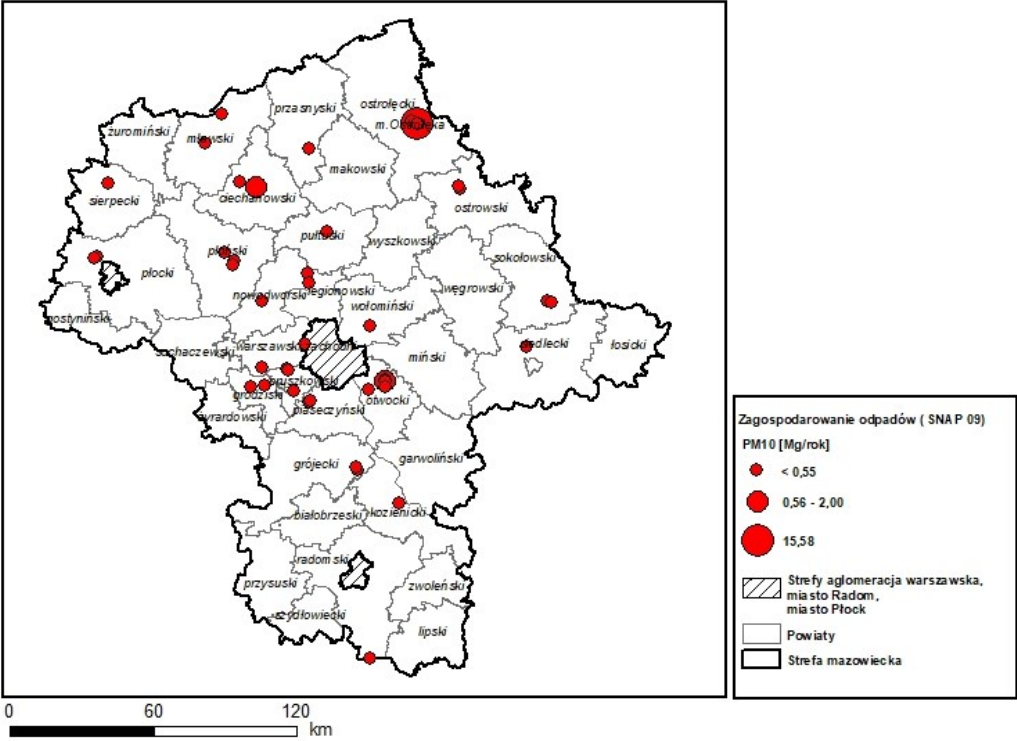 ostrołęcki
przasnyski
m.Ostrołęka
żuromiński
mławski
makowski
ciechanowski
sierpecki
ostrowski
pułtuski
wyszkowski
płoński
sokołowski
płocki
węgrowski
nowodworski
legionowski
wołomiński
gostyniński
sochaczewski
siedlecki
łosicki
miński
pruszkowski
grodziski
otwocki
piaseczyński
żyrardowski
garwoliński
grójecki
białobrzeski
kozienicki
radomski
przysuski
zwoleński
szydłowiecki
lipski
Zagospodarowanie odpadów ( SNAP 09)
PM10 [Mg/rok]
< 0,55
0,56 - 2,00
15,58
Strefy aglomeracja warszawska,
miasto Radom,
miasto Płock
Powiaty
Strefa mazowiecka
0 60 120
km